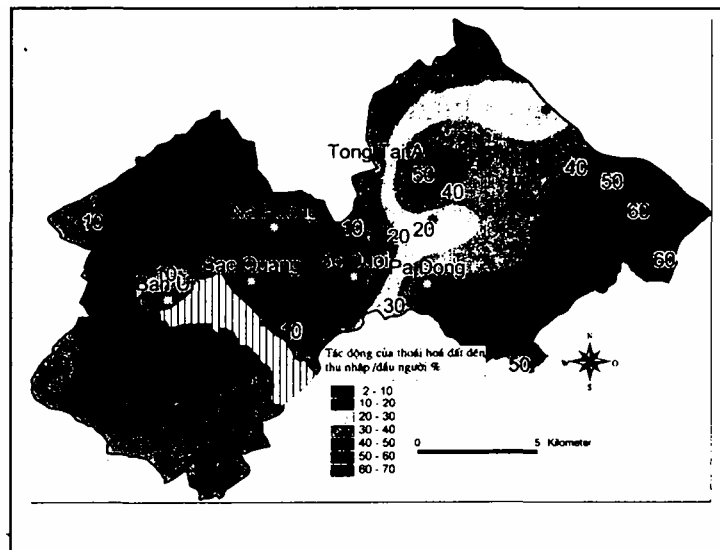 Tong Tai A
50
40
40
50
60
60
10
10
20
20
Pa Dong
10
30
10
50
N
O
S
Tác động của thoái hoá đất đến
thu nhập /đầu người %
2 - 10
10 - 20
20 - 30
30 - 40
40 - 50
50 - 60
60 - 70
0
5 Kilometer